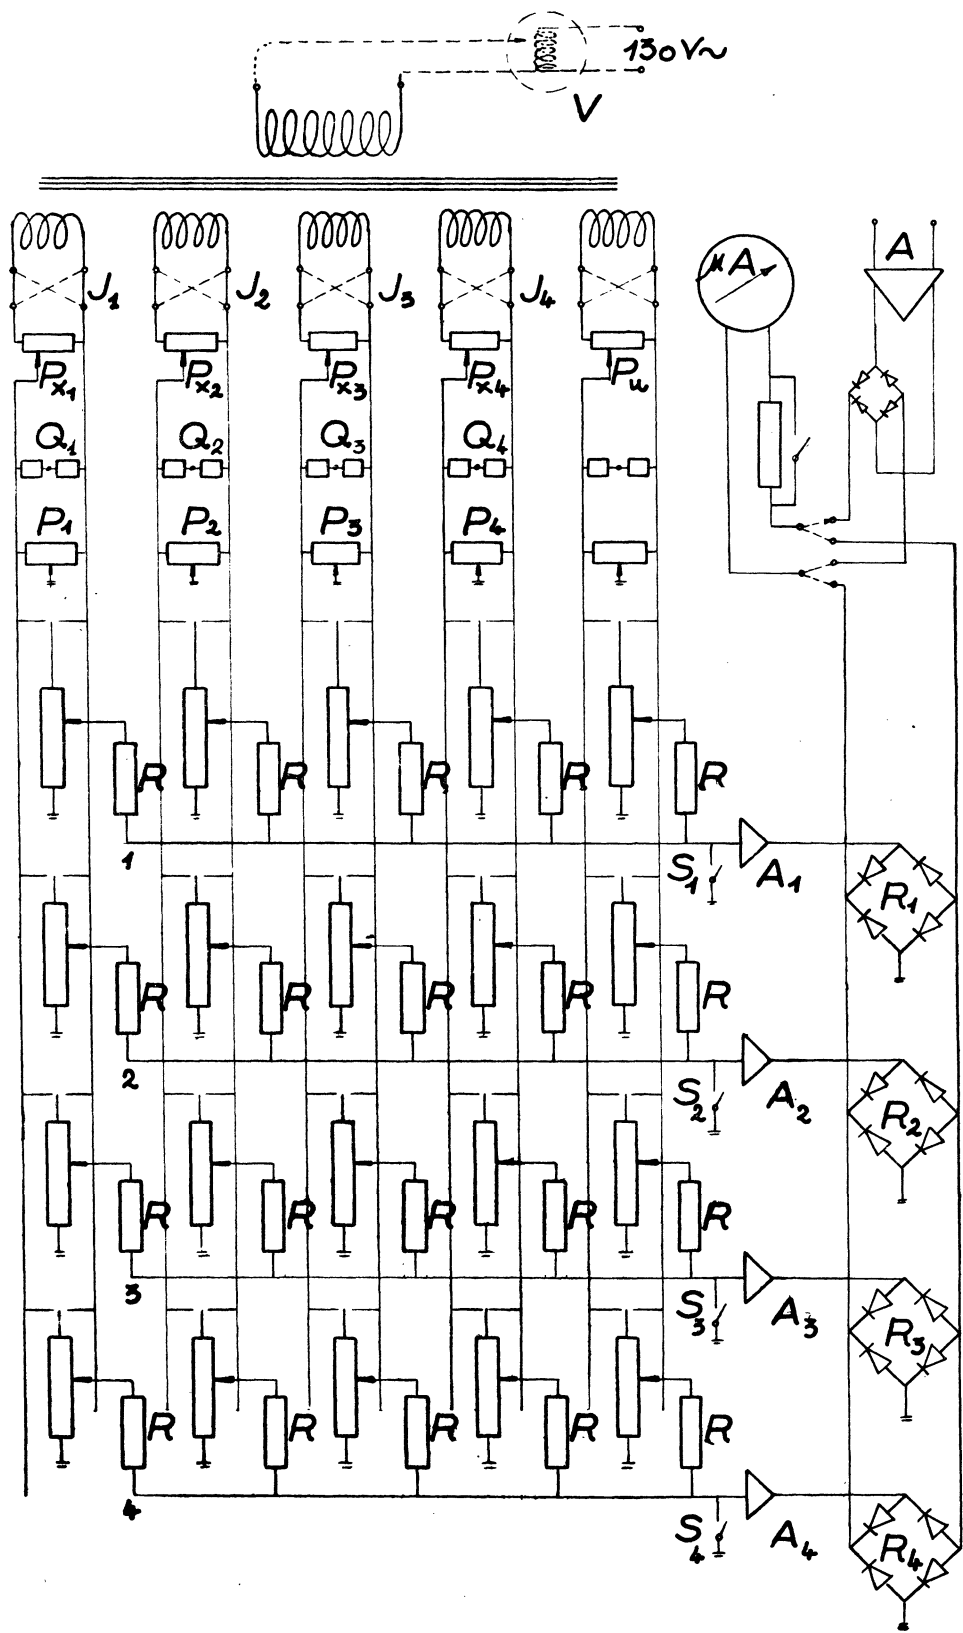 130V~
V
J1 J2 J3 J4
μA A
Px1 Px2 Px3 Px4 Pu
Q1 Q2 Q3 Q4
P1 P2 P3 P4
R R R R R
1 S1 A1 R1
R R R R R
2 S2 A2 R2
R R R R R
3 S3 A3 R3
R R R R R
4 S4 A4 R4